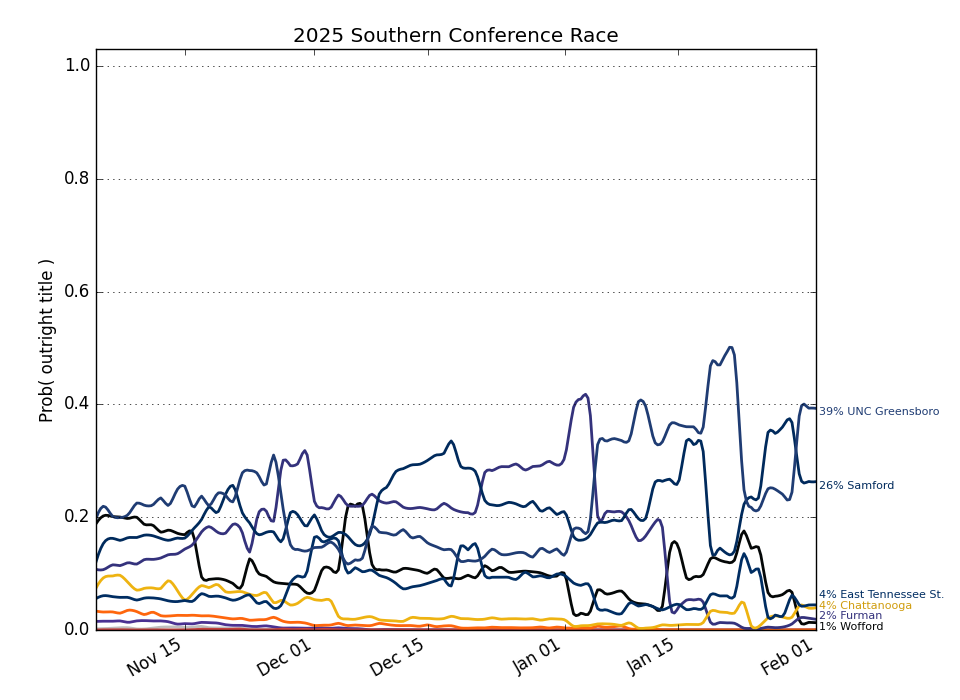 2025 Southern Conference Race
Prob( outright title )
1.0
0.8
0.6
0.4
0.2
0.0
39% UNC Greensboro
26% Samford
4% East Tennessee St.
4% Chattanooga
2% Furman
1% Wofford
Nov 15
Dec 01
Dec 15
Jan 01
Jan 15
Feb 01